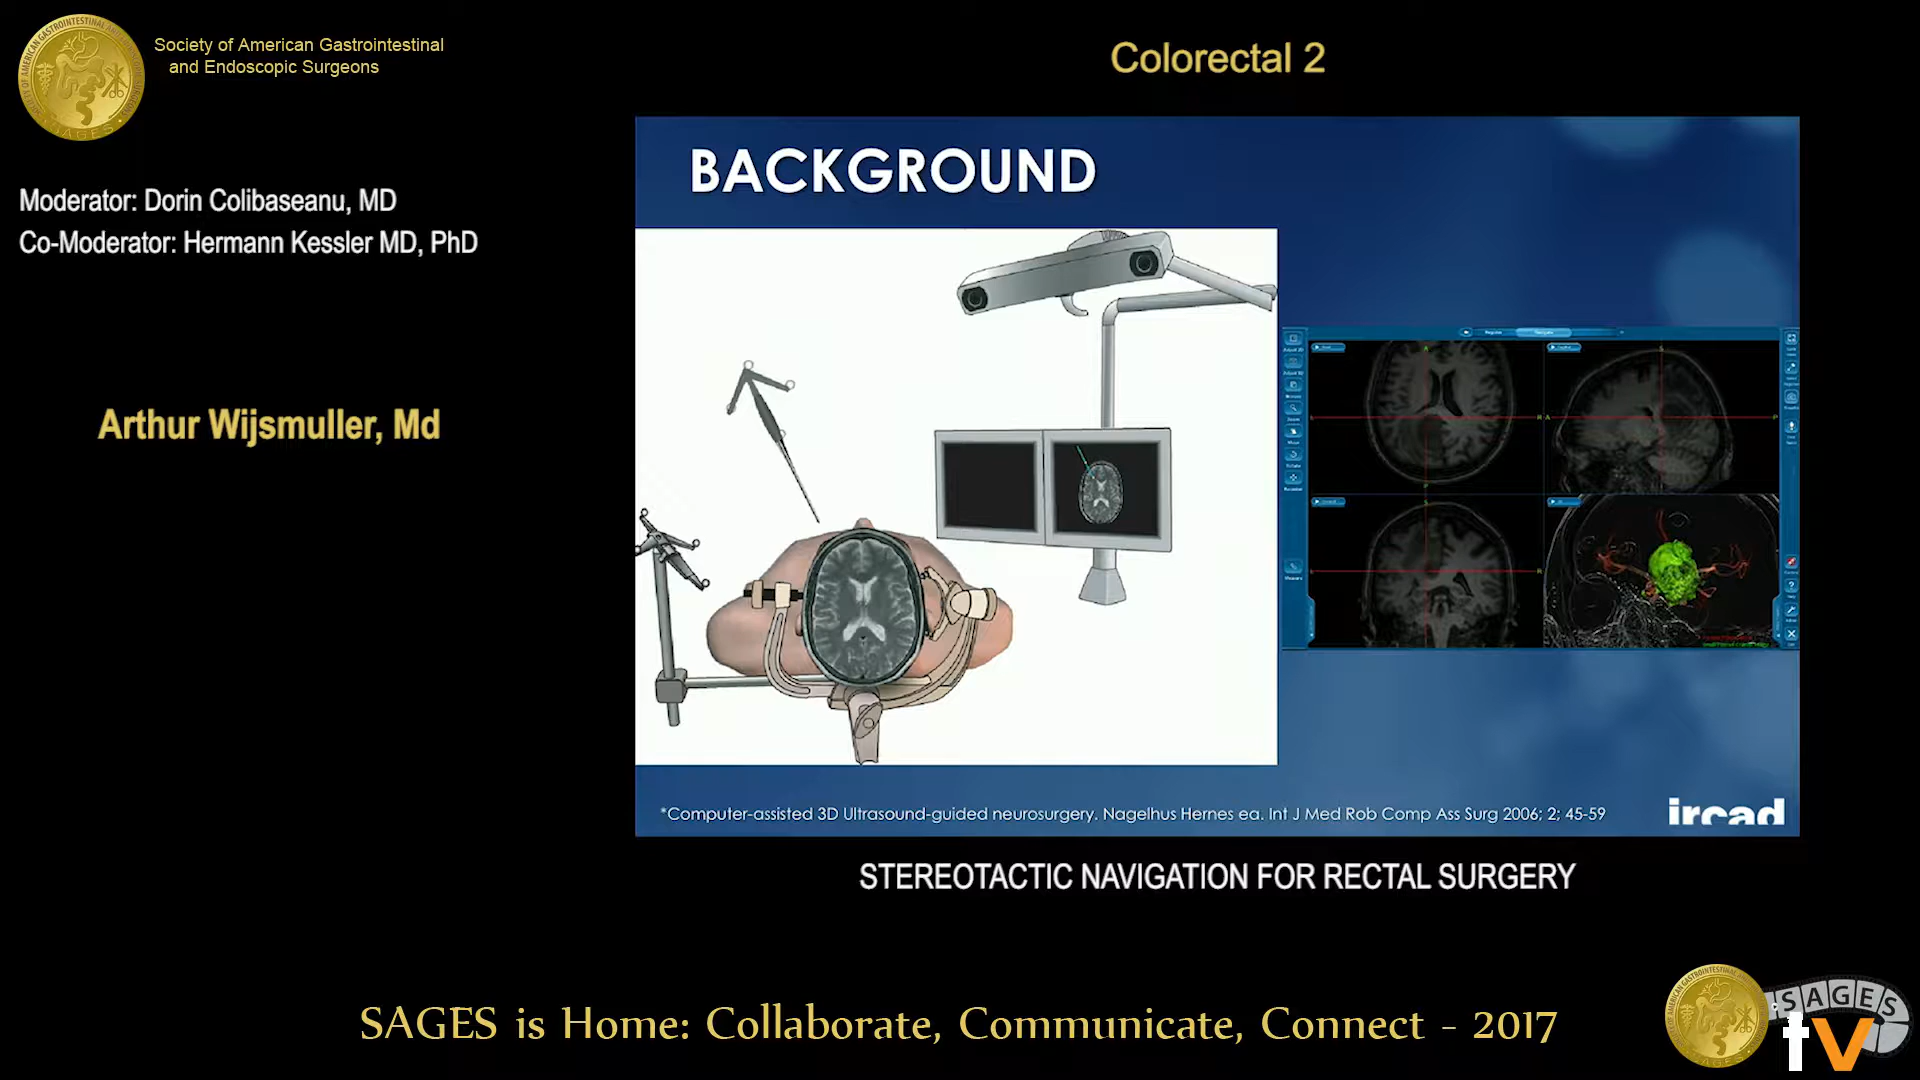 Society of American Gastrointestinal
and Endoscopic Surgeons
Colorectal 2
Moderator: Dorin Colibaseanu, MD
Co-Moderator: Hermann Kessler MD, PhD
Arthur Wijsmuller, Md
BACKGROUND
*Computer-assisted 3D Ultrasound-guided neurosurgery. Nagelhus Hernes ea. Int J Med Rob Comp Ass Surg 2006; 2; 45-59
ircad
STEREOTACTIC NAVIGATION FOR RECTAL SURGERY
SAGES is Home: Collaborate, Communicate, Connect - 2017
SAGES
tv